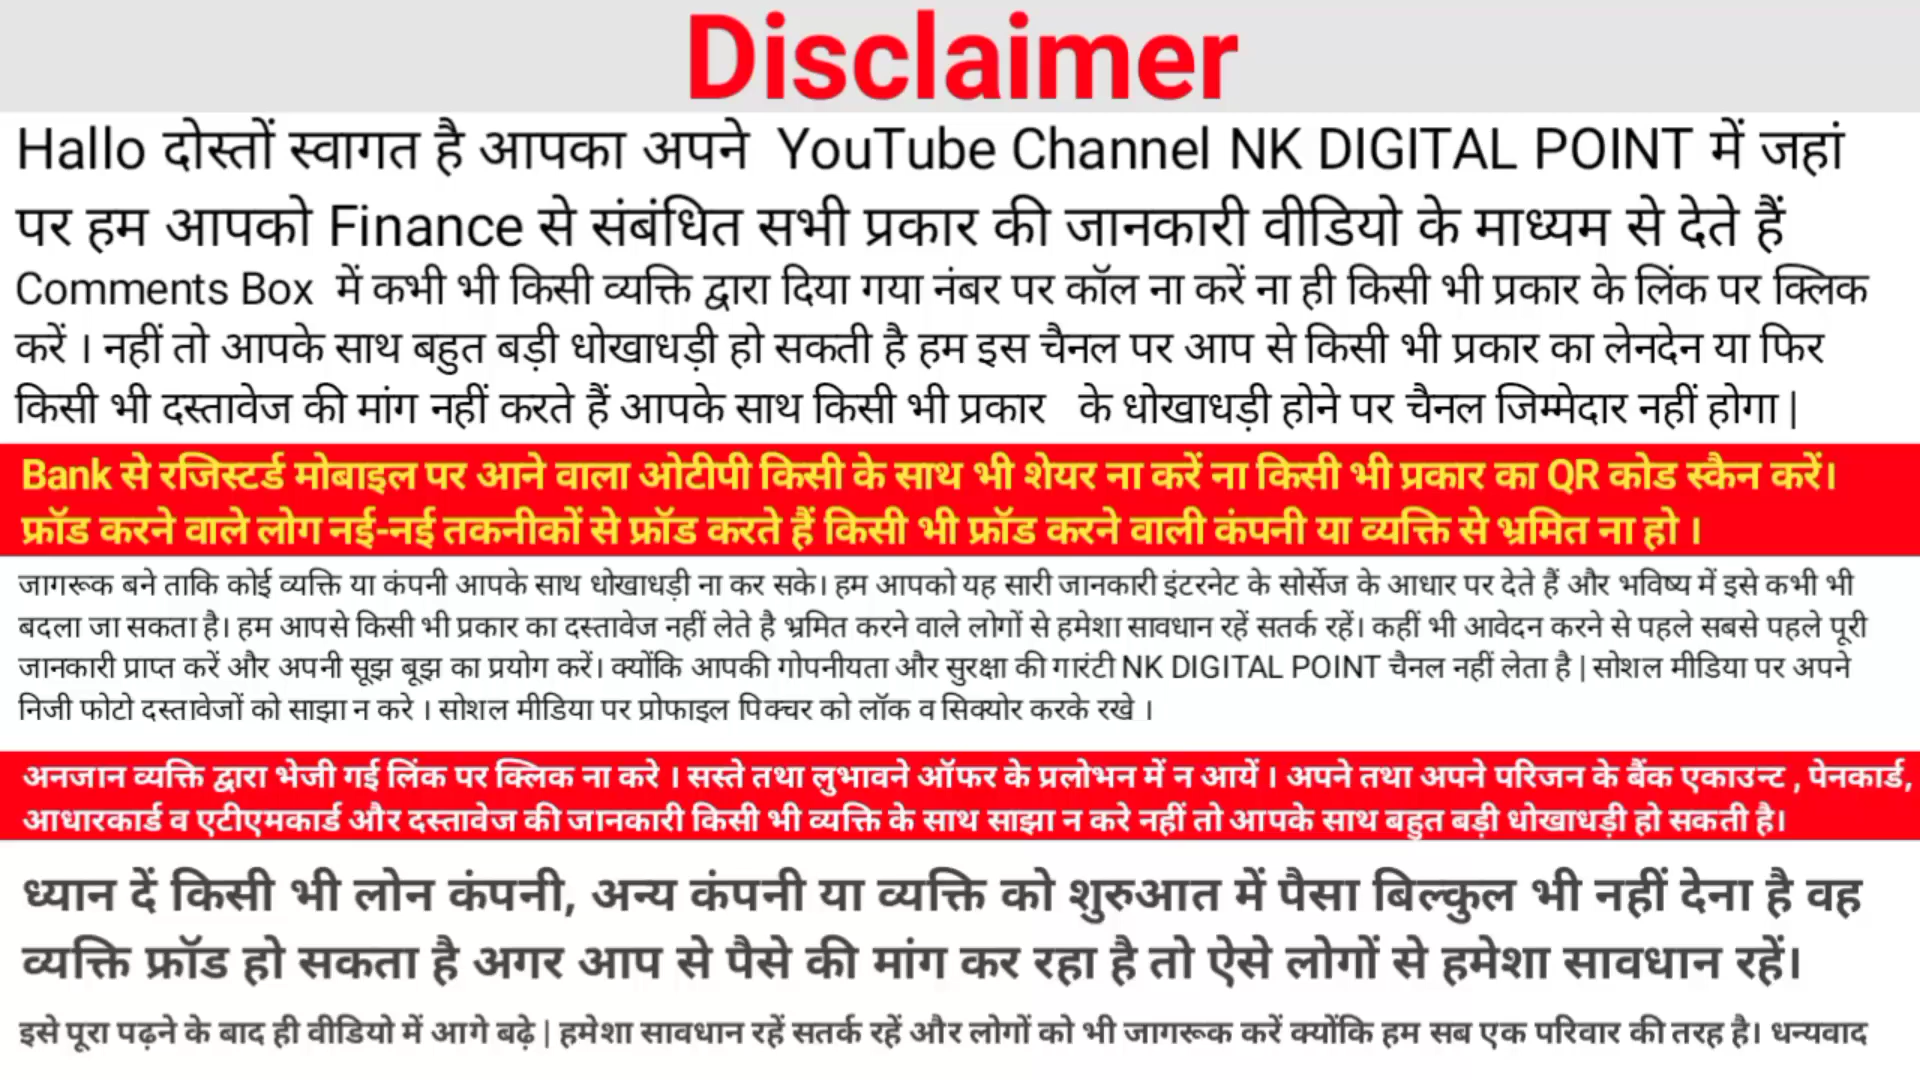 Disclaimer
Hallo दोस्तों स्वागत है आपका अपने YouTube Channel NK DIGITAL POINT में जहां
पर हम आपको Finance से संबंधित सभी प्रकार की जानकारी वीडियो के माध्यम से देते हैं
Comments Box में कभी भी किसी व्यक्ति द्वारा दिया गया नंबर पर कॉल ना करें ना ही किसी भी प्रकार के लिंक पर क्लिक
करें । नहीं तो आपके साथ बहुत बड़ी धोखाधड़ी हो सकती है हम इस चैनल पर आप से किसी भी प्रकार का लेनदेन या फिर
किसी भी दस्तावेज की मांग नहीं करते हैं आपके साथ किसी भी प्रकार के धोखाधड़ी होने पर चैनल जिम्मेदार नहीं होगा |
Bank से रजिस्टर्ड मोबाइल पर आने वाला ओटीपी किसी के साथ भी शेयर ना करें ना किसी भी प्रकार का QR कोड स्कैन करें।
फ्रॉड करने वाले लोग नई-नई तकनीकों से फ्रॉड करते हैं किसी भी फ्रॉड करने वाली कंपनी या व्यक्ति से भ्रमित ना हो ।
जागरूक बने ताकि कोई व्यक्ति या कंपनी आपके साथ धोखाधड़ी ना कर सके। हम आपको यह सारी जानकारी इंटरनेट के सोर्सेज के आधार पर देते हैं और भविष्य में इसे कभी भी
बदला जा सकता है। हम आपसे किसी भी प्रकार का दस्तावेज नहीं लेते है भ्रमित करने वाले लोगों से हमेशा सावधान रहें सतर्क रहें। कहीं भी आवेदन करने से पहले सबसे पहले पूरी
जानकारी प्राप्त करें और अपनी सूझ बूझ का प्रयोग करें। क्योंकि आपकी गोपनीयता और सुरक्षा की गारंटी NK DIGITAL POINT चैनल नहीं लेता है | सोशल मीडिया पर अपने
निजी फोटो दस्तावेजों को साझा न करे । सोशल मीडिया पर प्रोफाइल पिक्चर को लॉक व सिक्योर करके रखे ।
अनजान व्यक्ति द्वारा भेजी गई लिंक पर क्लिक ना करे । सस्ते तथा लुभावने ऑफर के प्रलोभन में न आयें । अपने तथा अपने परिजन के बैंक एकाउन्ट , पेनकार्ड,
आधारकार्ड व एटीएमकार्ड और दस्तावेज की जानकारी किसी भी व्यक्ति के साथ साझा न करे नहीं तो आपके साथ बहुत बड़ी धोखाधड़ी हो सकती है।
ध्यान दें किसी भी लोन कंपनी, अन्य कंपनी या व्यक्ति को शुरुआत में पैसा बिल्कुल भी नहीं देना है वह
व्यक्ति फ्रॉड हो सकता है अगर आप से पैसे की मांग कर रहा है तो ऐसे लोगों से हमेशा सावधान रहें।
इसे पूरा पढ़ने के बाद ही वीडियो में आगे बढ़े | हमेशा सावधान रहें सतर्क रहें और लोगों को भी जागरूक करें क्योंकि हम सब एक परिवार की तरह है। धन्यवाद